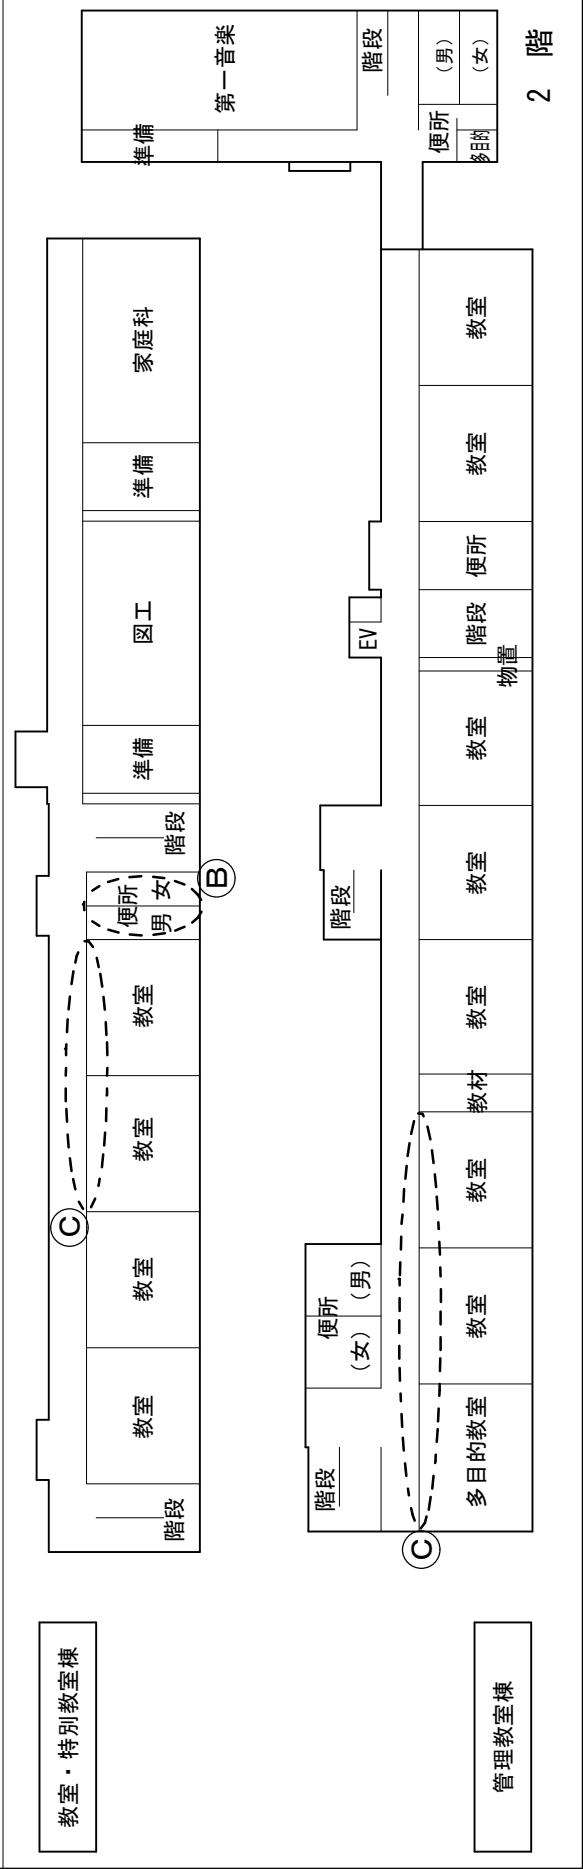 2 階
教室・特別教室棟
階段
教室
教室
教室
教室
便所
男
女
階段
準備
図工
準備
家庭科
C
B
準備
第一音楽
階段
便所
(男)
(女)
多目的
管理教室棟
階段
便所
(女)
(男)
階段
EV
C
多目的教室
教室
教室
教材
教室
教室
教室
物置
階段
便所
教室
教室